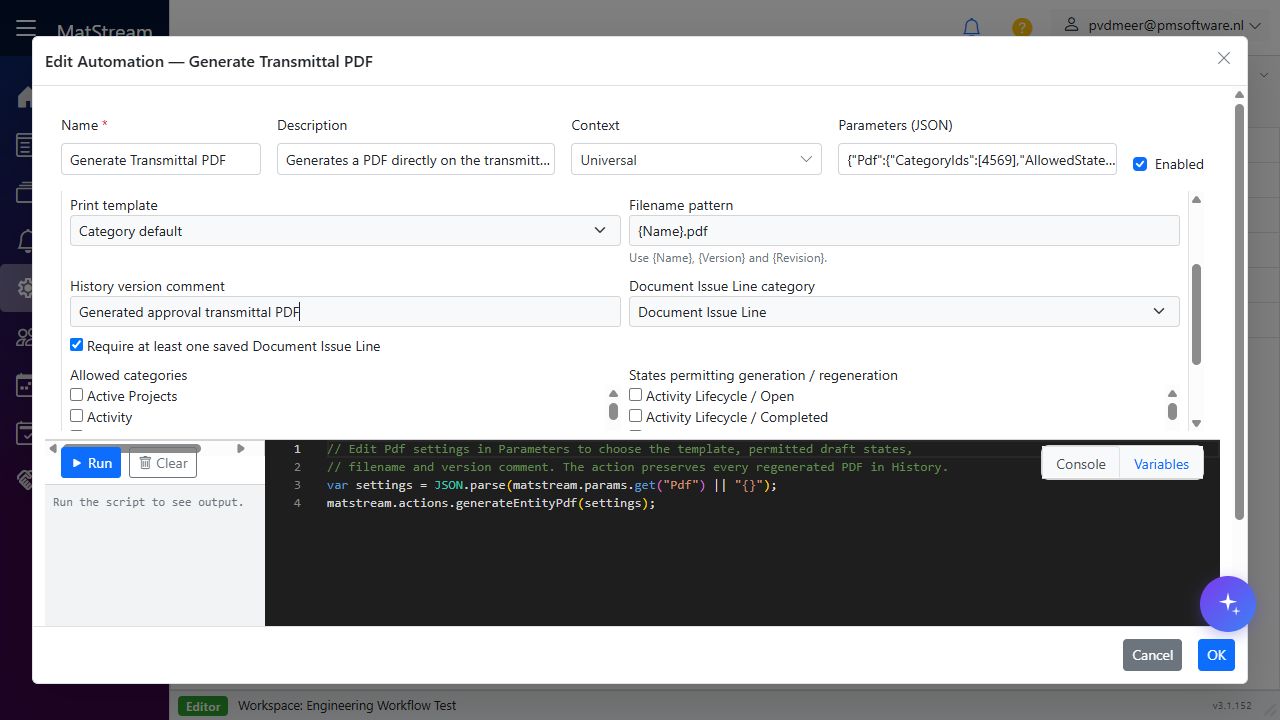 MatStream
pvdmeer@pmsoftware.nl
Edit Automation — Generate Transmittal PDF
Name *
Description
Context
Parameters (JSON)
Generate Transmittal PDF
Generates a PDF directly on the transmitt...
Universal
{"Pdf":{"CategoryIds":[4569],"AllowedState...
Enabled
Print template
Filename pattern
Category default
{Name}.pdf
Use {Name}, {Version} and {Revision}.
History version comment
Document Issue Line category
Generated approval transmittal PDF
Document Issue Line
Require at least one saved Document Issue Line
Allowed categories
States permitting generation / regeneration
Active Projects
Activity Lifecycle / Open
Activity
Activity Lifecycle / Completed
Run
Clear
Run the script to see output.
1 // Edit Pdf settings in Parameters to choose the template, permitted draft states,
2 // filename and version comment. The action preserves every regenerated PDF in History.
3 var settings = JSON.parse(matstream.params.get("Pdf") || "{}");
4 matstream.actions.generateEntityPdf(settings);
Console
Variables
Cancel
OK
Editor
Workspace: Engineering Workflow Test
v3.1.152